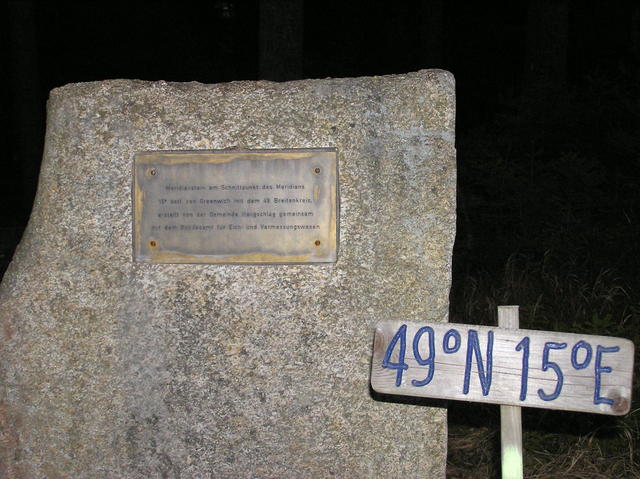 Meridianstein am Schnittpunkt des Meridians
15° östl. von Greenwich mit dem 49. Breitenkreis,
erstellt von der Gemeinde Haugschlag gemeinsam
mit dem Bundesamt für Eich- und Vermessungswesen
49°N 15°E